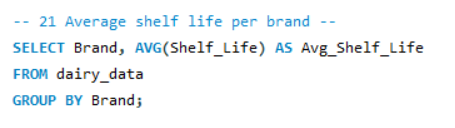 -- 21 Average shelf life per brand --
SELECT Brand, AVG(Shelf_Life) AS Avg_Shelf_Life
FROM dairy_data
GROUP BY Brand;